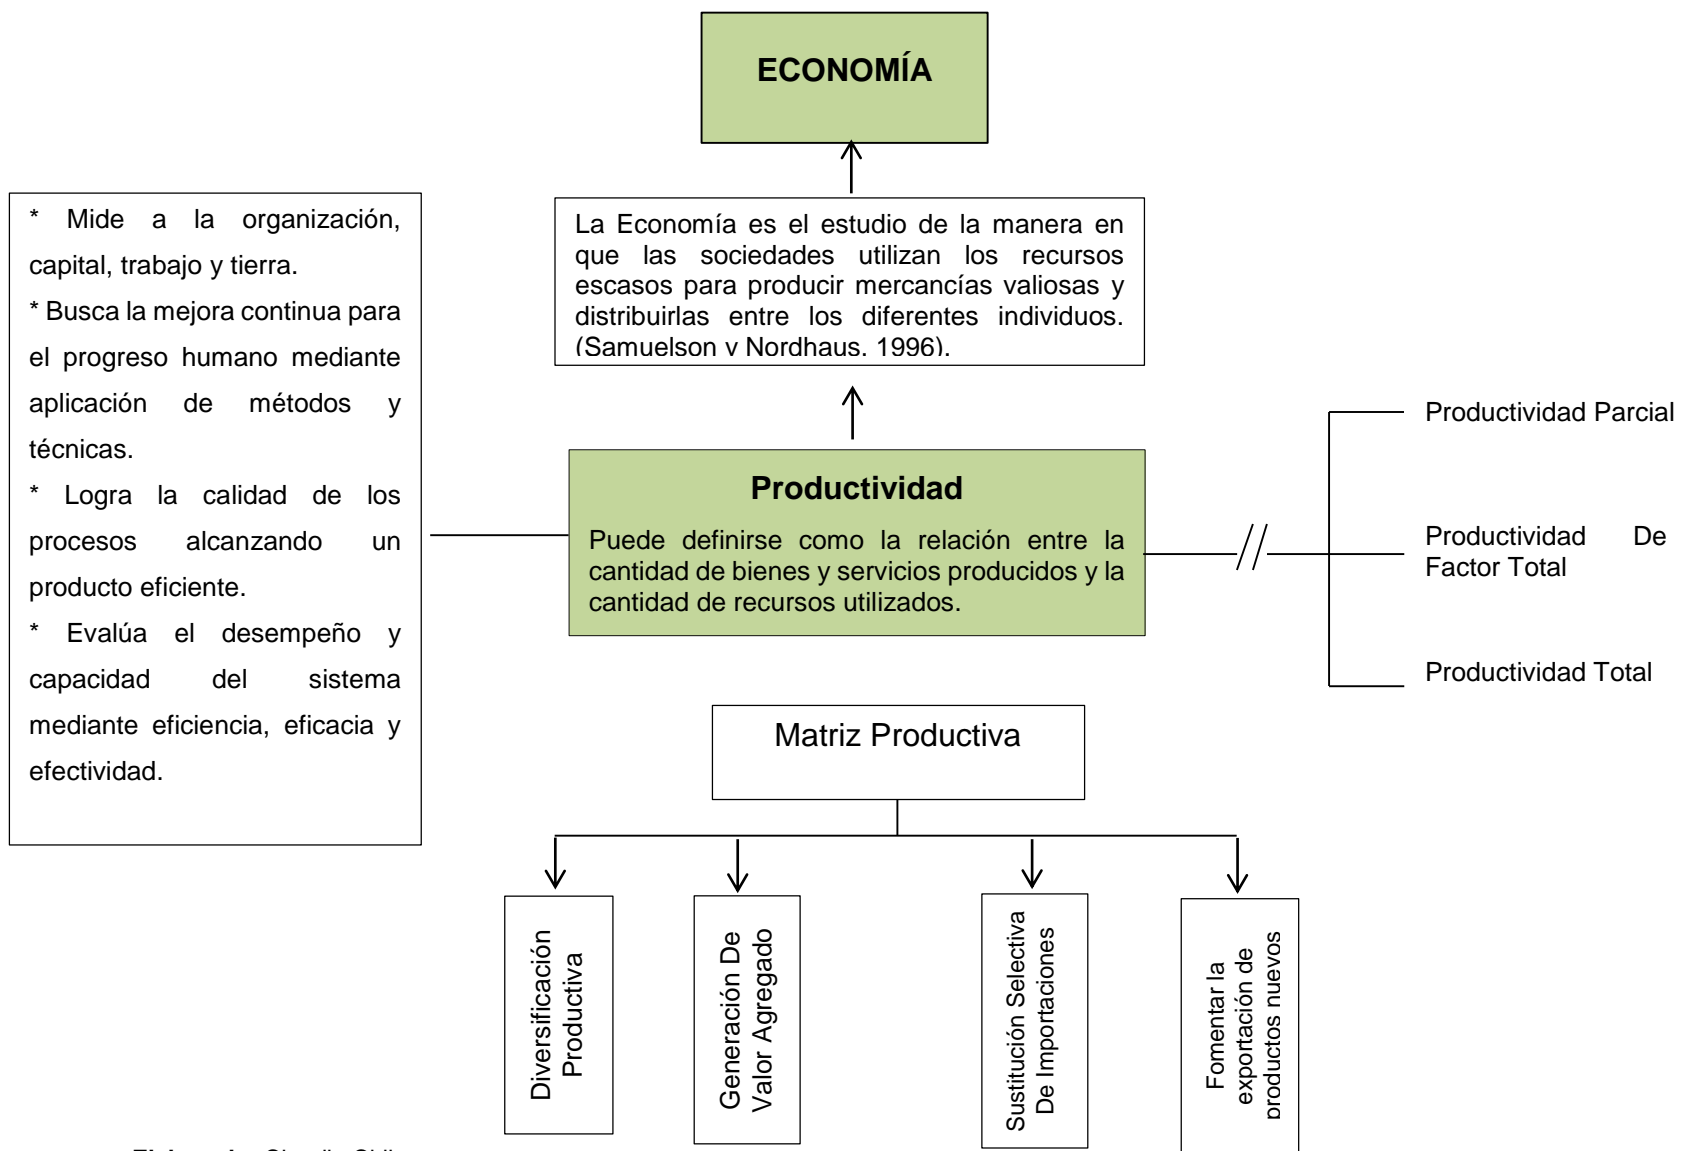 ECONOMÍA
La Economía es el estudio de la manera en
que las sociedades utilizan los recursos
escasos para producir mercancías valiosas y
distribuirlas entre los diferentes individuos.
(Samuelson y Nordhaus, 1996).
* Mide a la organización,
capital, trabajo y tierra.
* Busca la mejora continua para
el progreso humano mediante
aplicación de métodos y
técnicas.
* Logra la calidad de los
procesos alcanzando un
producto eficiente.
* Evalúa el desempeño y
capacidad del sistema
mediante eficiencia, eficacia y
efectividad.
Productividad
Puede definirse como la relación entre la
cantidad de bienes y servicios producidos y la
cantidad de recursos utilizados.
Productividad Parcial
Productividad De
Factor Total
Productividad Total
Matriz Productiva
Diversificación
Productiva
Generación De
Valor Agregado
Sustitución Selectiva
De Importaciones
Fomentar la
exportación de
productos nuevos